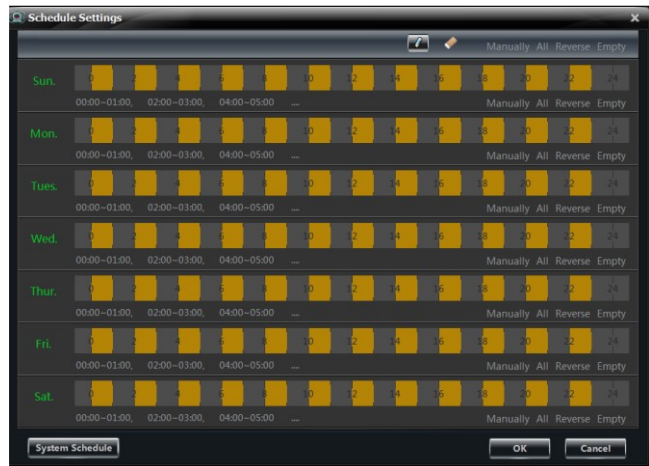 Schedule Settings
Manually All Reverse Empty
Sun. 0 2 4 6 8 10 12 14 16 18 20 22 24
00:00~01:00, 02:00~03:00, 04:00~05:00 ... Manually All Reverse Empty
Mon. 0 2 4 6 8 10 12 14 16 18 20 22 24
00:00~01:00, 02:00~03:00, 04:00~05:00 ... Manually All Reverse Empty
Tues. 0 2 4 6 8 10 12 14 16 18 20 22 24
00:00~01:00, 02:00~03:00, 04:00~05:00 ... Manually All Reverse Empty
Wed. 0 2 4 6 8 10 12 14 16 18 20 22 24
00:00~01:00, 02:00~03:00, 04:00~05:00 ... Manually All Reverse Empty
Thur. 0 2 4 6 8 10 12 14 16 18 20 22 24
00:00~01:00, 02:00~03:00, 04:00~05:00 ... Manually All Reverse Empty
Fri. 0 2 4 6 8 10 12 14 16 18 20 22 24
00:00~01:00, 02:00~03:00, 04:00~05:00 ... Manually All Reverse Empty
Sat. 0 2 4 6 8 10 12 14 16 18 20 22 24
00:00~01:00, 02:00~03:00, 04:00~05:00 ... Manually All Reverse Empty
System Schedule OK Cancel